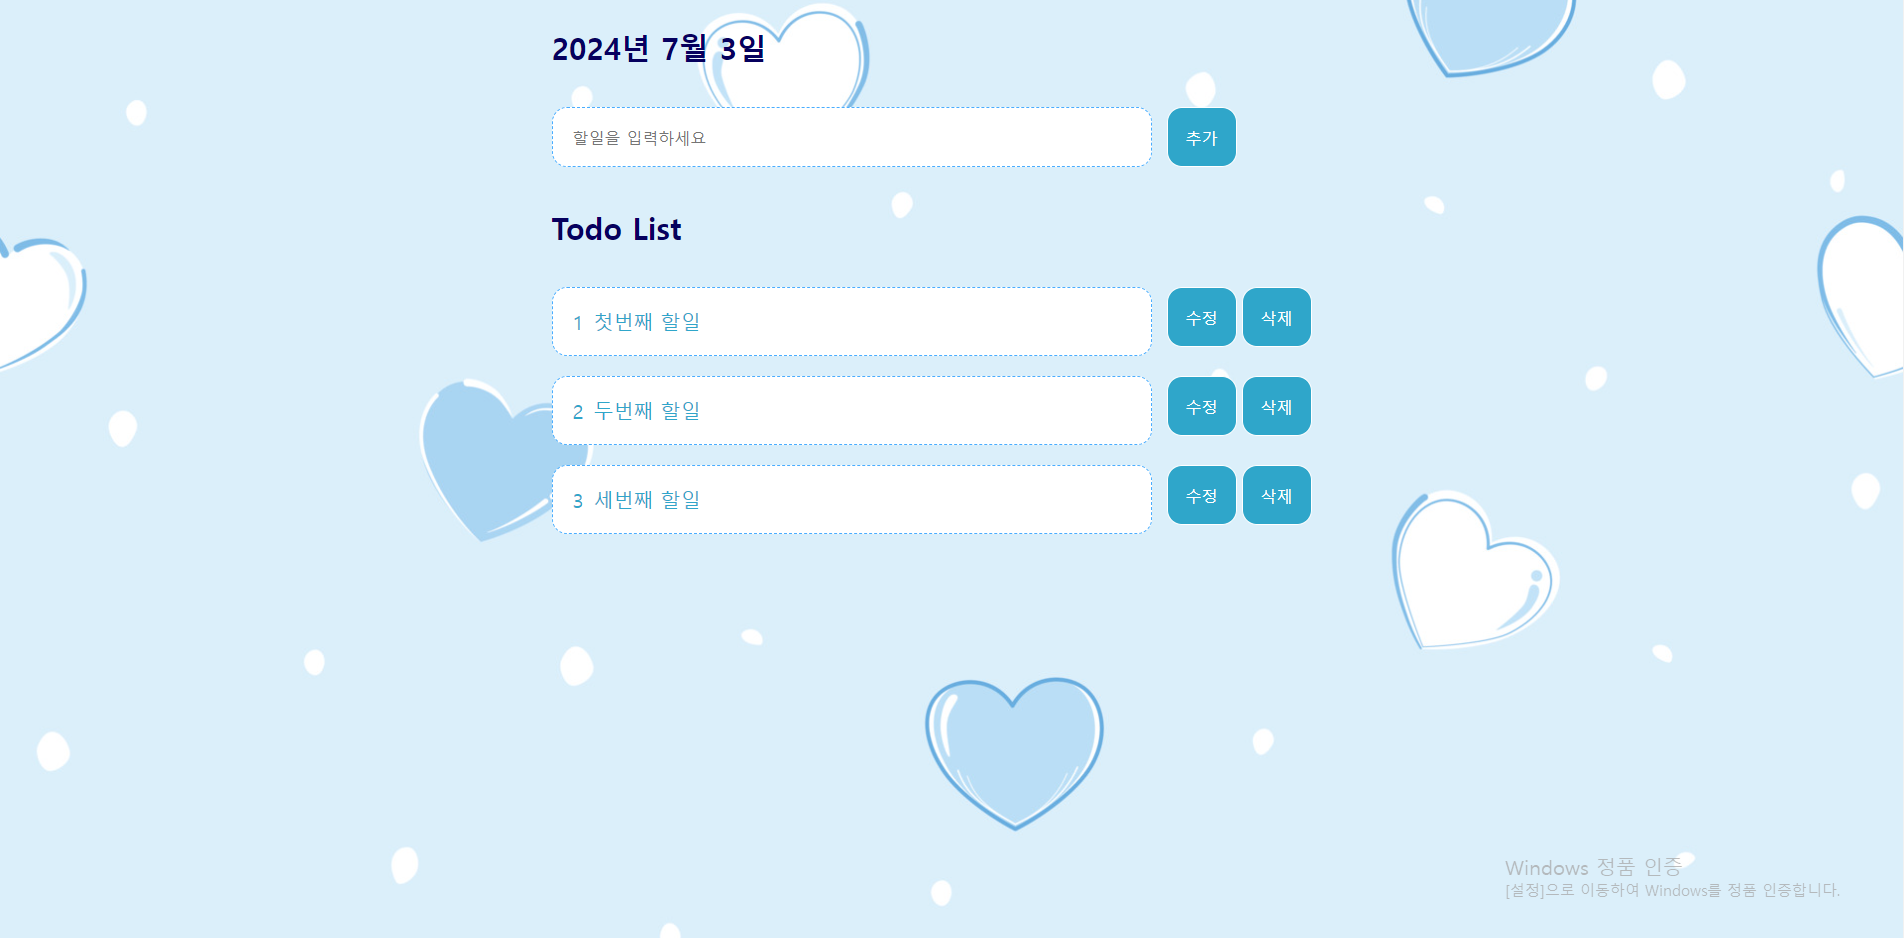 2024년 7월 3일
할일을 입력하세요 추가
Todo List
1 첫번째 할일 수정 삭제
2 두번째 할일 수정 삭제
3 세번째 할일 수정 삭제
Windows 정품 인증
[설정]으로 이동하여 Windows를 정품 인증합니다.